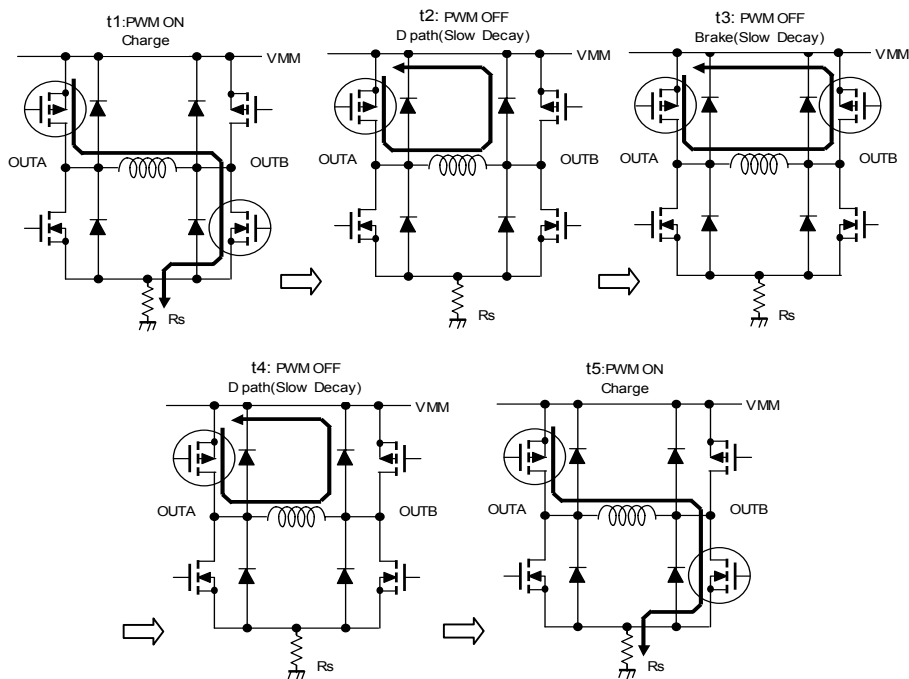 t1:PWM ON
Charge
VMM
OUTA
OUTB
Rs
t2: PWM OFF
D path(Slow Decay)
VMM
OUTA
OUTB
Rs
t3: PWM OFF
Brake(Slow Decay)
VMM
OUTA
OUTB
Rs
t4: PWM OFF
D path(Slow Decay)
VMM
OUTA
OUTB
Rs
t5:PWM ON
Charge
VMM
OUTA
OUTB
Rs